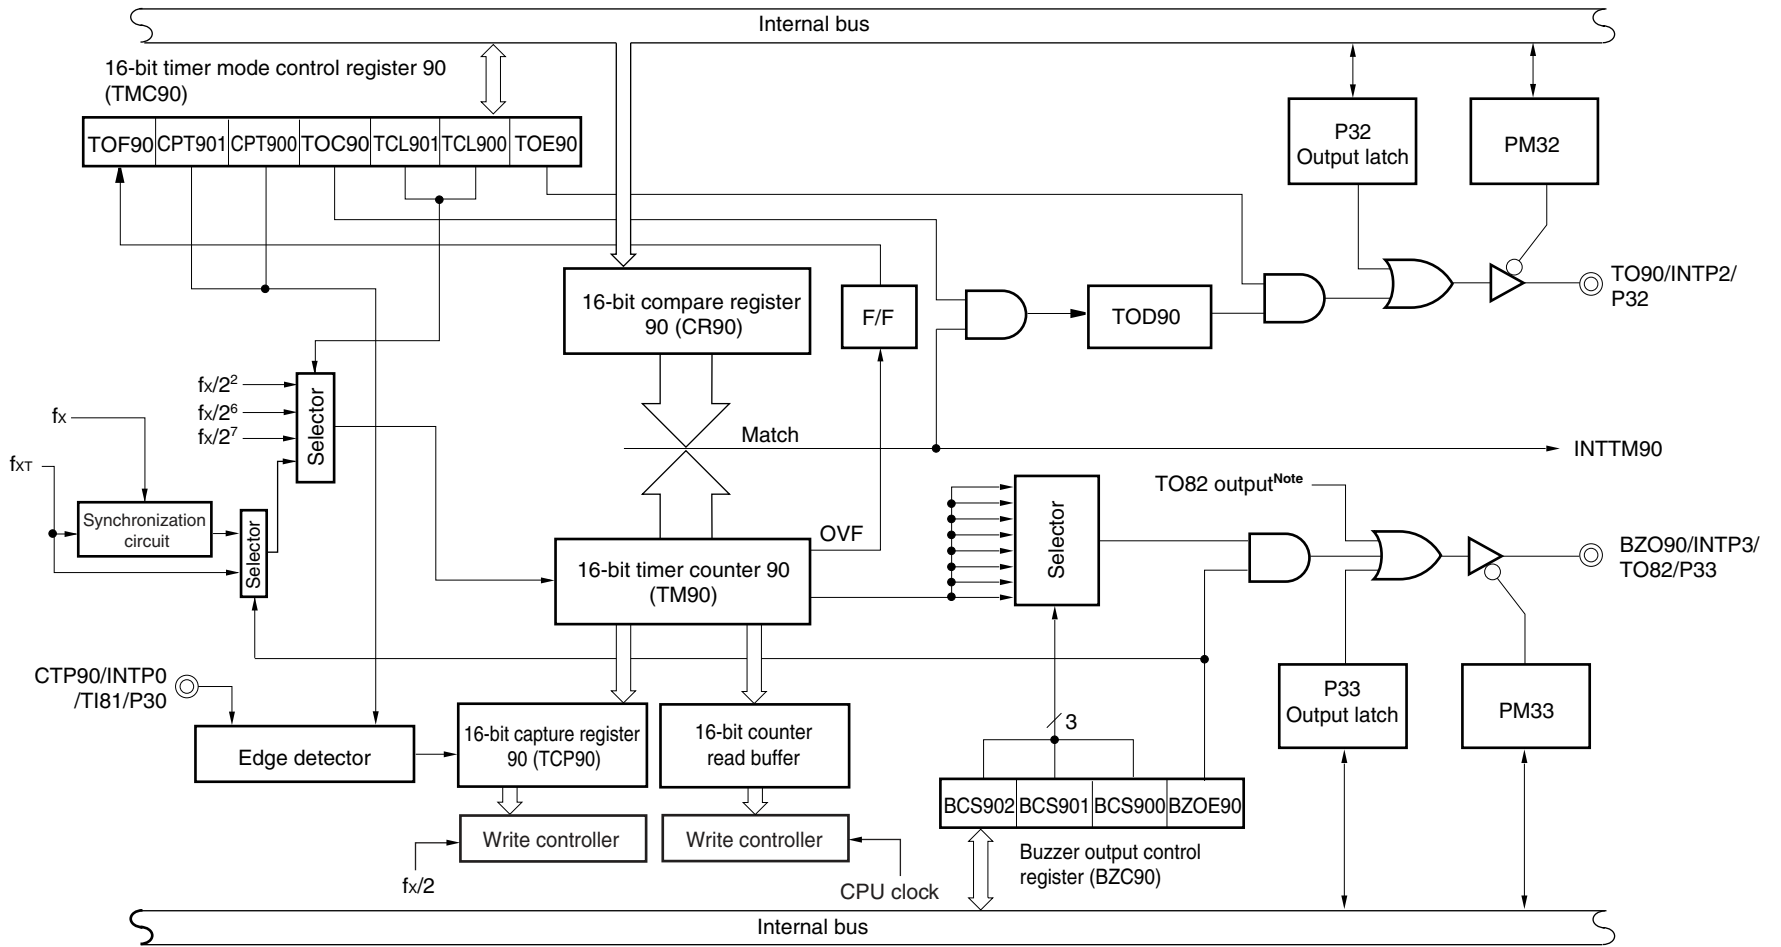 Internal bus
16-bit timer mode control register 90
(TMC90)
TOF90 CPT901 CPT900 TOC90 TCL901 TCL900 TOE90
P32
Output latch
PM32
16-bit compare register
90 (CR90)
F/F
TOD90
TO90/INTP2/
P32
fX/2²
fX/2⁶
fX/2⁷
Selector
fX
fXT
Match
INTTM90
Synchronization
circuit
Selector
OVF
16-bit timer counter 90
(TM90)
Selector
TO82 outputNote
BZO90/INTP3/
TO82/P33
CTP90/INTP0
/TI81/P30
Edge detector
16-bit capture register
90 (TCP90)
16-bit counter
read buffer
3
P33
Output latch
PM33
Write controller
Write controller
fX/2
CPU clock
BCS902 BCS901 BCS900 BZOE90
Buzzer output control
register (BZC90)
Internal bus